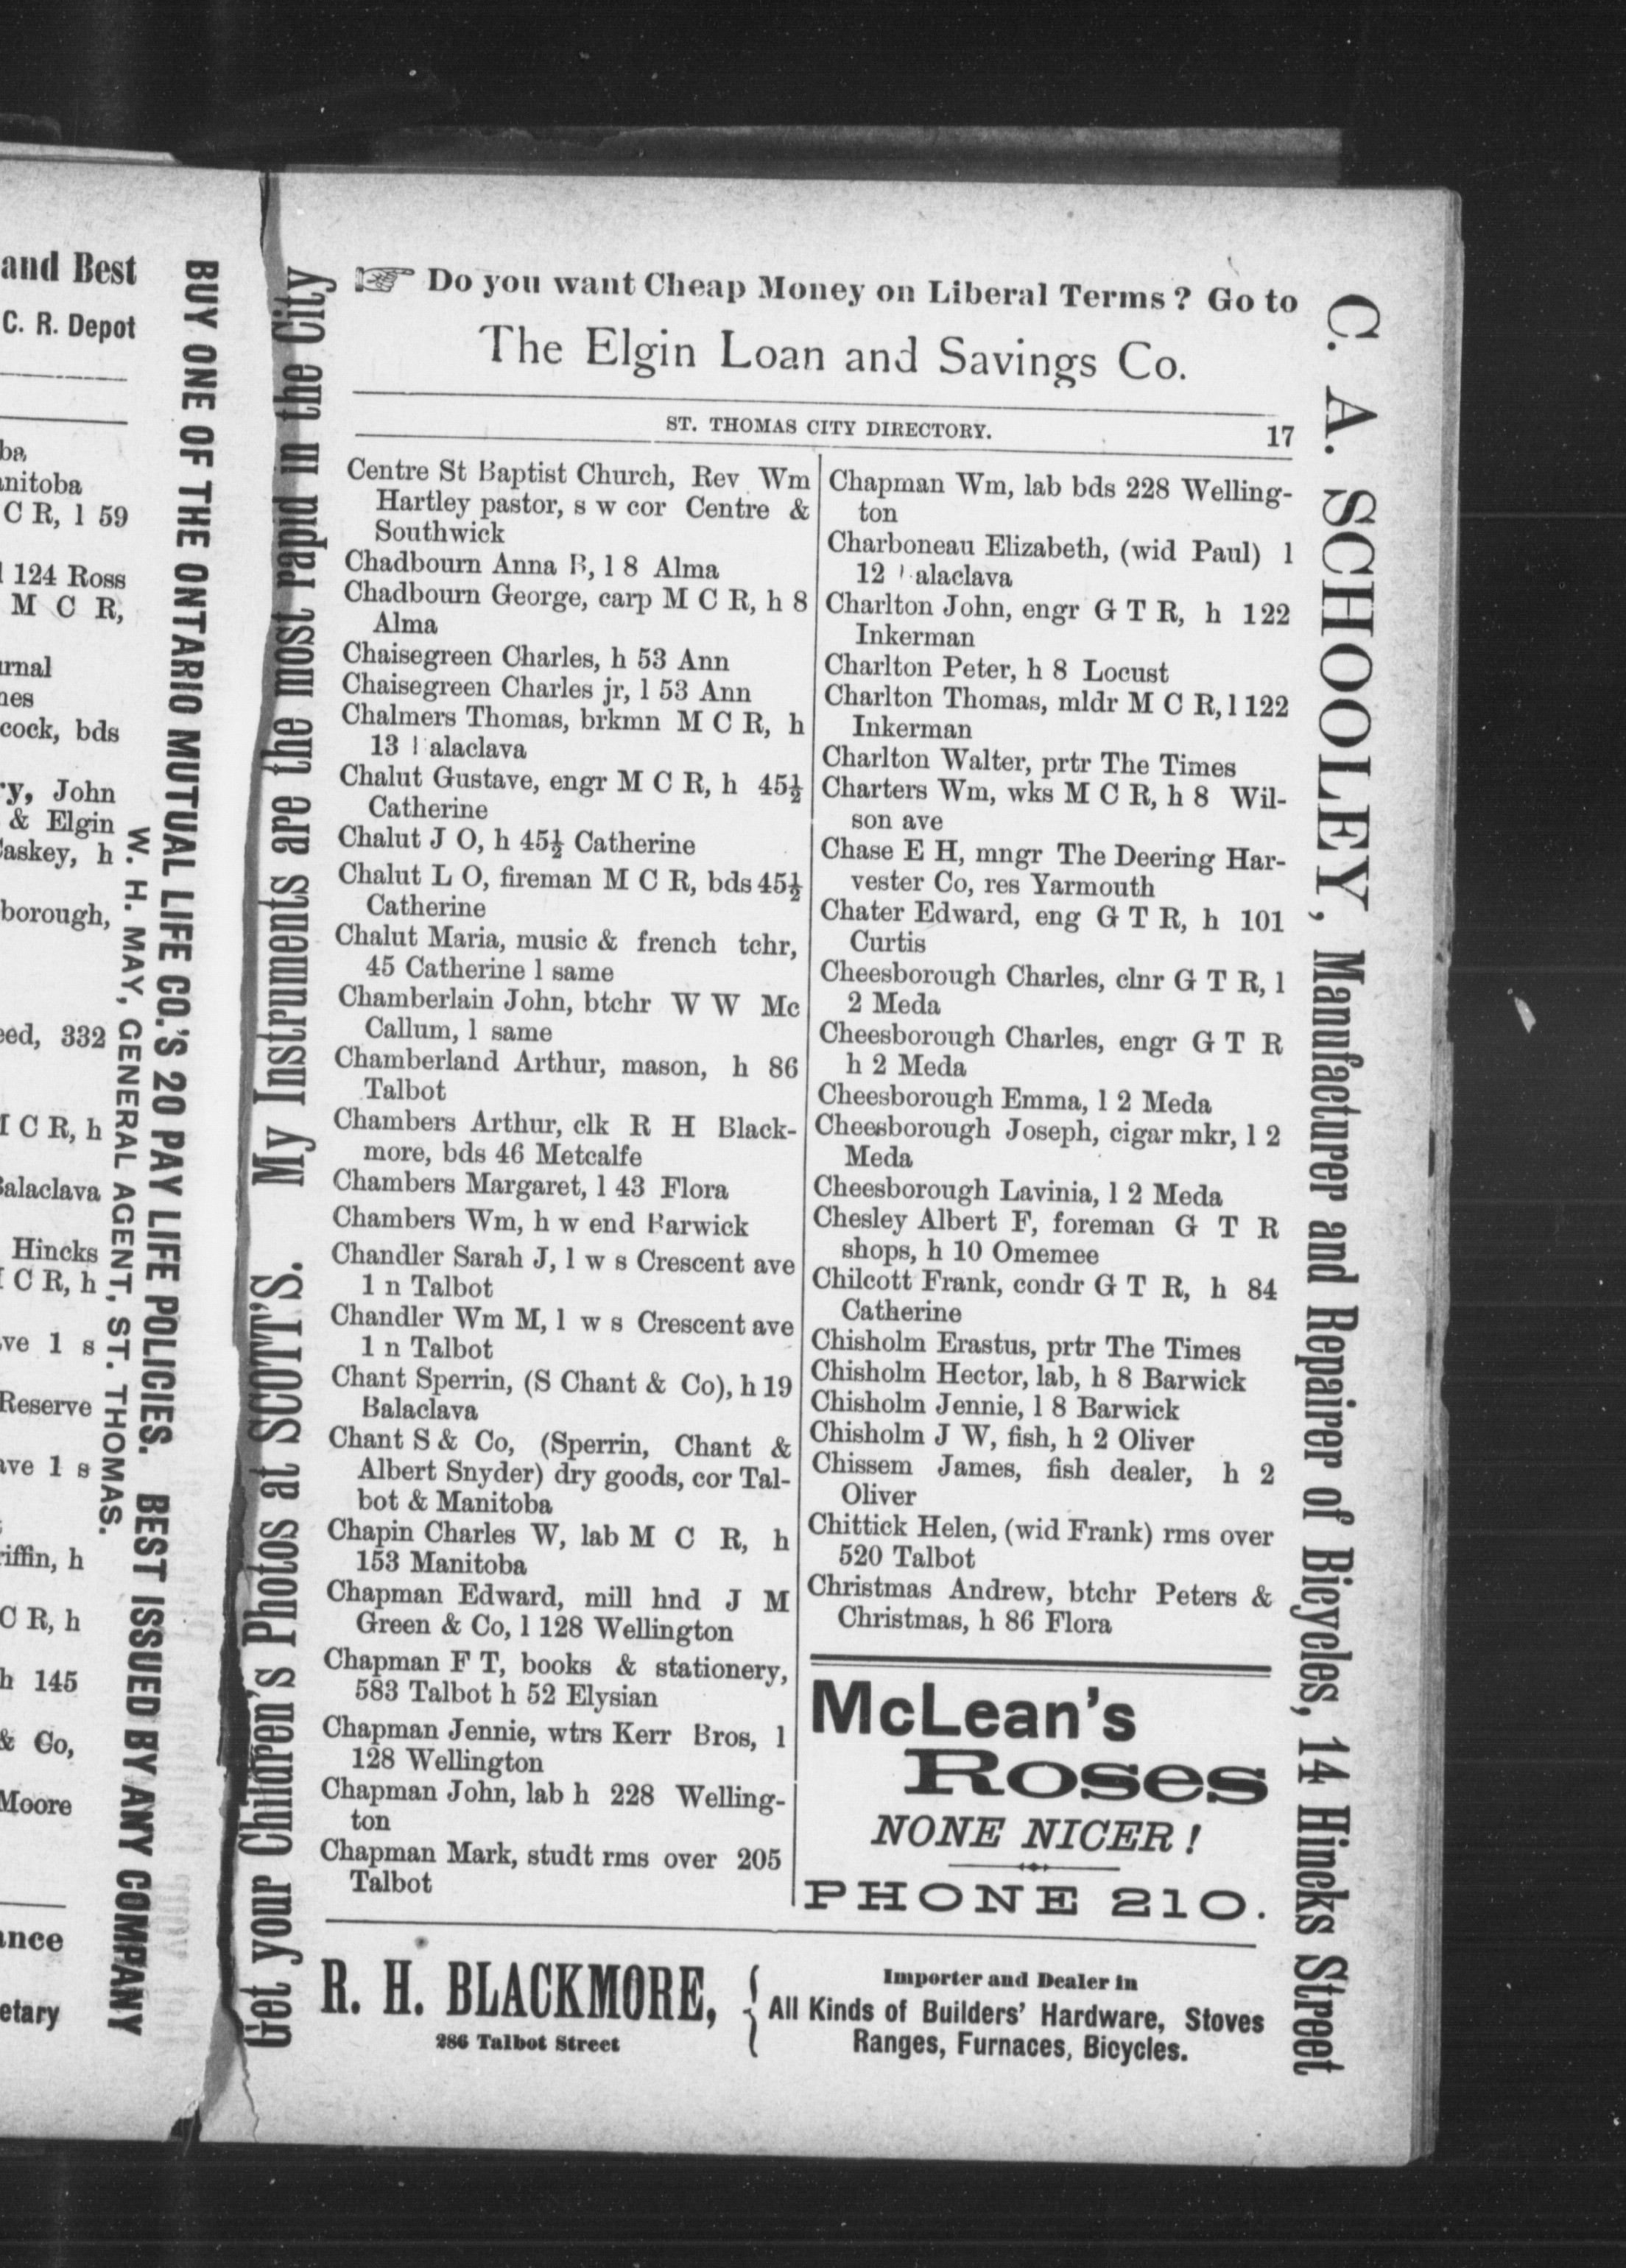 and Best
C. R. Depot
anitoba
C R, l 59
124 Ross
M C R,
cock, bds
John
& Elgin
h
332
C R, h
Balaclava
Hincks
C R, h
1 s
Reserve
1 s
h
C R, h
h 145
& Co,
Moore
BUY ONE OF THE ONTARIO MUTUAL LIFE CO.'S 20 PAY LIFE POLICIES. BEST ISSUED BY ANY COMPANY
W. H. MAY, GENERAL AGENT, ST. THOMAS.
Get your Children's Photos at SCOTT'S. My Instruments are the most rapid in the City
Do you want Cheap Money on Liberal Terms? Go to
The Elgin Loan and Savings Co.
ST. THOMAS CITY DIRECTORY. 17
Centre St Baptist Church, Rev Wm
Hartley pastor, s w cor Centre &
Southwick
Chadbourn Anna B, l 8 Alma
Chadbourn George, carp M C R, h 8
Alma
Chaisegreen Charles, h 53 Ann
Chaisegreen Charles jr, l 53 Ann
Chalmers Thomas, brkmn M C R, h
13 Balaclava
Chalut Gustave, engr M C R, h 45½
Catherine
Chalut J O, h 45½ Catherine
Chalut L O, fireman M C R, bds 45½
Catherine
Chalut Maria, music & french tchr,
45 Catherine l same
Chamberlain John, btchr W W Mc
Callum, l same
Chamberland Arthur, mason, h 86
Talbot
Chambers Arthur, clk R H Black-
more, bds 46 Metcalfe
Chambers Margaret, l 43 Flora
Chambers Wm, h w end Barwick
Chandler Sarah J, l w s Crescent ave
1 n Talbot
Chandler Wm M, l w s Crescent ave
1 n Talbot
Chant Sperrin, (S Chant & Co), h 19
Balaclava
Chant S & Co, (Sperrin, Chant &
Albert Snyder) dry goods, cor Tal-
bot & Manitoba
Chapin Charles W, lab M C R, h
153 Manitoba
Chapman Edward, mill hnd J M
Green & Co, l 128 Wellington
Chapman F T, books & stationery,
583 Talbot h 52 Elysian
Chapman Jennie, wtrs Kerr Bros, l
128 Wellington
Chapman John, lab h 228 Welling-
ton
Chapman Mark, studt rms over 205
Talbot
Chapman Wm, lab bds 228 Welling-
ton
Charboneau Elizabeth, (wid Paul) l
12 Balaclava
Charlton John, engr G T R, h 122
Inkerman
Charlton Peter, h 8 Locust
Charlton Thomas, mldr M C R, l 122
Inkerman
Charlton Walter, prtr The Times
Charters Wm, wks M C R, h 8 Wil-
son ave
Chase E H, mngr The Deering Har-
vester Co, res Yarmouth
Chater Edward, eng G T R, h 101
Curtis
Cheesborough Charles, clnr G T R, l
2 Meda
Cheesborough Charles, engr G T R
h 2 Meda
Cheesborough Emma, l 2 Meda
Cheesborough Joseph, cigar mkr, l 2
Meda
Cheesborough Lavinia, l 2 Meda
Chesley Albert F, foreman G T R
shops, h 10 Omemee
Chilcott Frank, condr G T R, h 84
Catherine
Chisholm Erastus, prtr The Times
Chisholm Hector, lab, h 8 Barwick
Chisholm Jennie, l 8 Barwick
Chisholm J W, fish, h 2 Oliver
Chissem James, fish dealer, h 2
Oliver
Chittick Helen, (wid Frank) rms over
520 Talbot
Christmas Andrew, btchr Peters &
Christmas, h 86 Flora
McLean's
Roses
NONE NICER!
PHONE 210.
R. H. BLACKMORE,
286 Talbot Street
Importer and Dealer in
All Kinds of Builders' Hardware, Stoves
Ranges, Furnaces, Bicycles.
C. A. SCHOOLEY, Manufacturer and Repairer of Bicycles, 14 Hincks Street